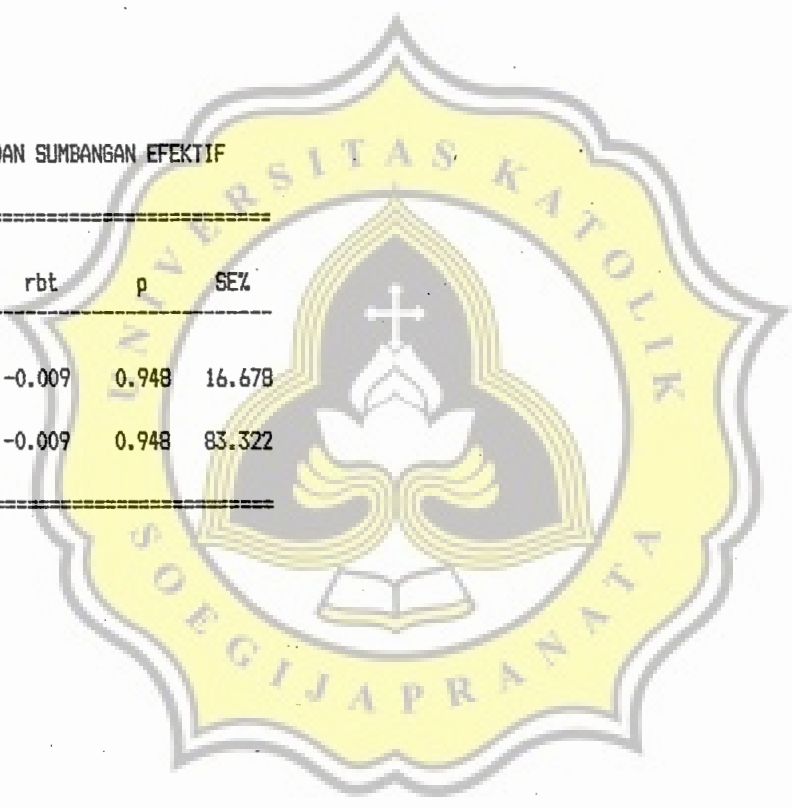 DAN SUMBANGAN EFEKTIF
rbt p SE%
-0.009 0.948 16.678
-0.009 0.948 83.322
UNIVERSITAS KATOLIK
SOEGIJAPRANATA